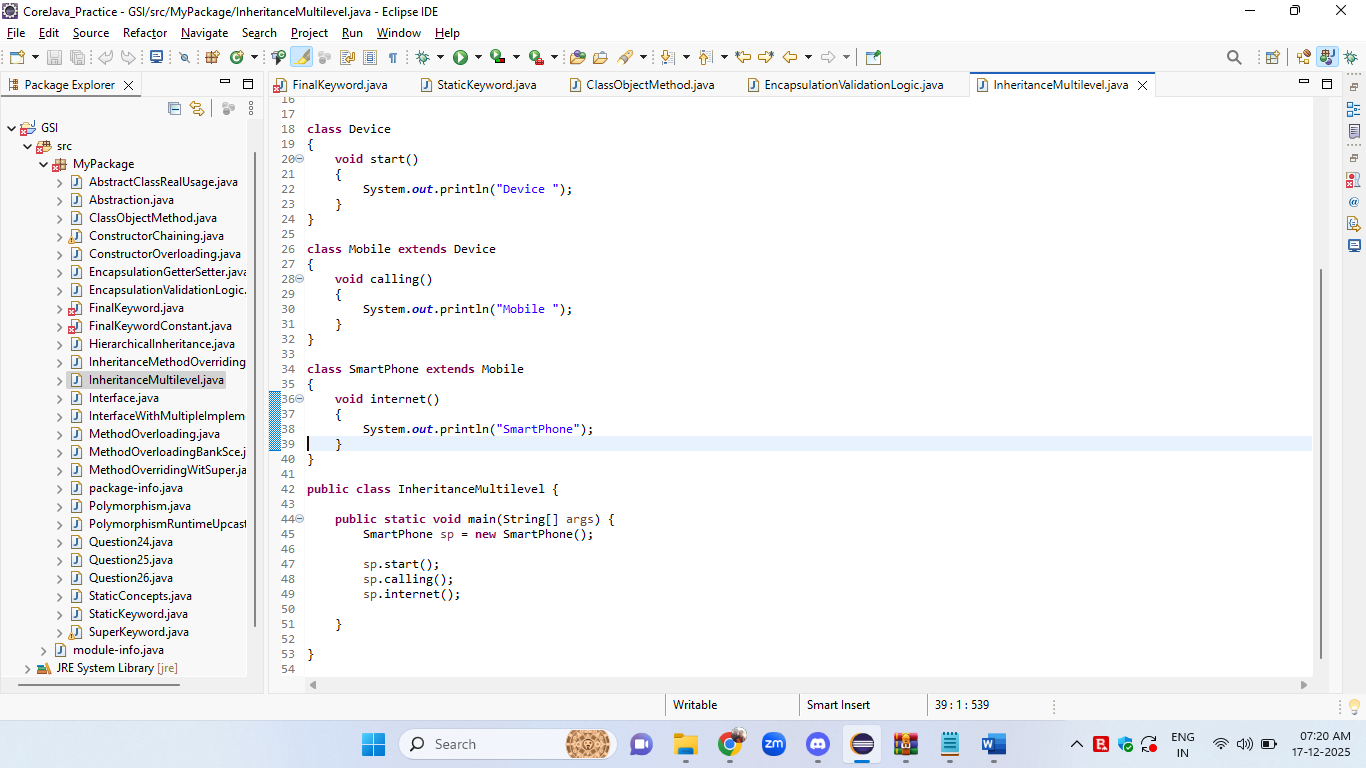 CoreJava_Practice - GSI/src/MyPackage/InheritanceMultilevel.java - Eclipse IDE
File Edit Source Refactor Navigate Search Project Run Window Help
Package Explorer
FinalKeyword.java StaticKeyword.java ClassObjectMethod.java EncapsulationValidationLogic.java InheritanceMultilevel.java
GSI
src
MyPackage
AbstractClassRealUsage.java
Abstraction.java
ClassObjectMethod.java
ConstructorChaining.java
ConstructorOverloading.java
EncapsulationGetterSetter.java
EncapsulationValidationLogic.
FinalKeyword.java
FinalKeywordConstant.java
HierarchicalInheritance.java
InheritanceMethodOverriding
InheritanceMultilevel.java
Interface.java
InterfaceWithMultipleImplem
MethodOverloading.java
MethodOverloadingBankSce.j
MethodOverridingWitSuper.ja
package-info.java
Polymorphism.java
PolymorphismRuntimeUpcast
Question24.java
Question25.java
Question26.java
StaticConcepts.java
StaticKeyword.java
SuperKeyword.java
module-info.java
JRE System Library [jre]
16
17
18 class Device
19 {
20 void start()
21 {
22 System.out.println("Device ");
23 }
24 }
25
26 class Mobile extends Device
27 {
28 void calling()
29 {
30 System.out.println("Mobile ");
31 }
32 }
33
34 class SmartPhone extends Mobile
35 {
36 void internet()
37 {
38 System.out.println("SmartPhone");
39 }
40 }
41
42 public class InheritanceMultilevel {
43
44 public static void main(String[] args) {
45 SmartPhone sp = new SmartPhone();
46
47 sp.start();
48 sp.calling();
49 sp.internet();
50
51 }
52
53 }
54
Writable Smart Insert 39 : 1 : 539
Search
zm
ENG
IN
07:20 AM
17-12-2025